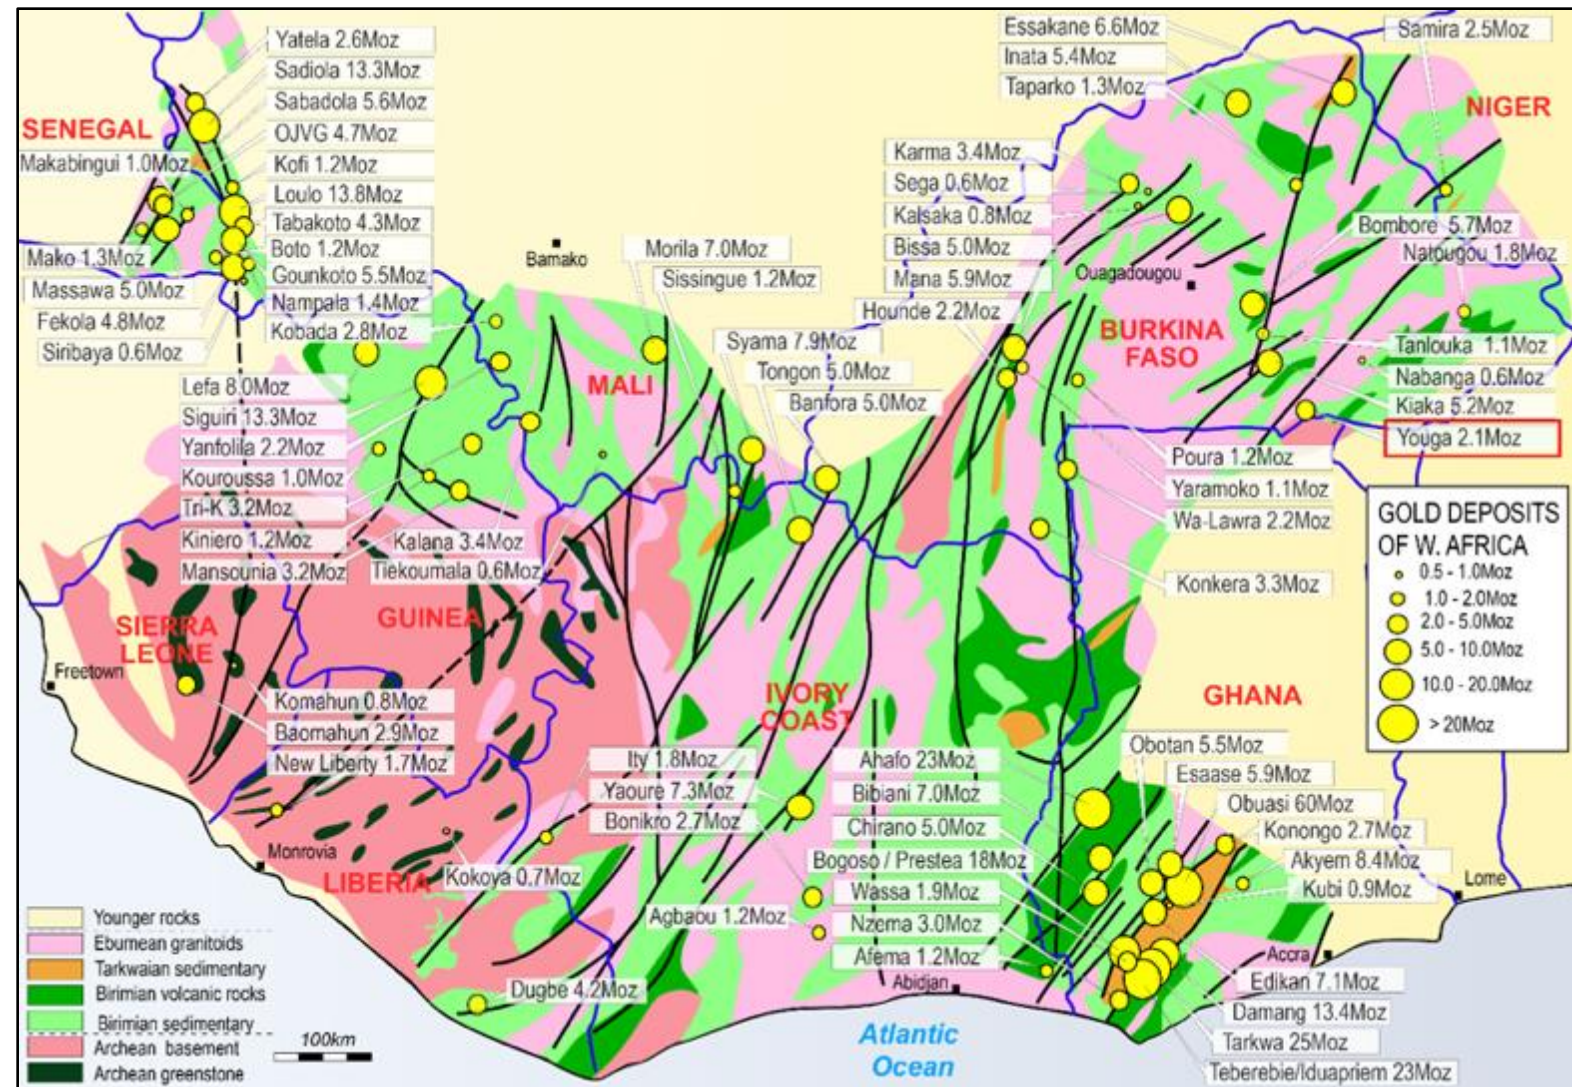 Yatela 2.6Moz
Sadiola 13.3Moz
Sabadola 5.6Moz
OJVG 4.7Moz
Kofi 1.2Moz
Loulo 13.8Moz
Tabakoto 4.3Moz
Boto 1.2Moz
Gounkoto 5.5Moz
Nampala 1.4Moz
Kobada 2.8Moz
SENEGAL
Makabingui 1.0Moz
Mako 1.3Moz
Massawa 5.0Moz
Fekola 4.8Moz
Siribaya 0.6Moz
Bamako
Morila 7.0Moz
Sissingue 1.2Moz
Syama 7.9Moz
Tongon 5.0Moz
Banfora 5.0Moz
Essakane 6.6Moz
Inata 5.4Moz
Taparko 1.3Moz
Samira 2.5Moz
NIGER
Karma 3.4Moz
Sega 0.6Moz
Kalsaka 0.8Moz
Bissa 5.0Moz
Mana 5.9Moz
Hounde 2.2Moz
Bombore 5.7Moz
Natougou 1.8Moz
Ouagadougou
BURKINA
FASO
Tanlouka 1.1Moz
Nabanga 0.6Moz
Kiaka 5.2Moz
Youga 2.1Moz
Poura 1.2Moz
Yaramoko 1.1Moz
Wa-Lawra 2.2Moz
Konkera 3.3Moz
MALI
Lefa 8.0Moz
Siguiri 13.3Moz
Yanfolila 2.2Moz
Kouroussa 1.0Moz
Tri-K 3.2Moz
Kiniero 1.2Moz
Mansounia 3.2Moz
Kalana 3.4Moz
Tiekoumala 0.6Moz
GOLD DEPOSITS
OF W. AFRICA
0.5 - 1.0Moz
1.0 - 2.0Moz
2.0 - 5.0Moz
5.0 - 10.0Moz
10.0 - 20.0Moz
> 20Moz
SIERRA
LEONE
GUINEA
Freetown
Komahun 0.8Moz
Baomahun 2.9Moz
New Liberty 1.7Moz
IVORY
COAST
GHANA
Ity 1.8Moz
Yaoure 7.3Moz
Bonikro 2.7Moz
Ahafo 23Moz
Bibiani 7.0Moz
Chirano 5.0Moz
Bogoso / Prestea 18Moz
Wassa 1.9Moz
Nzema 3.0Moz
Afema 1.2Moz
Obotan 5.5Moz
Esaase 5.9Moz
Obuasi 60Moz
Konongo 2.7Moz
Akyem 8.4Moz
Kubi 0.9Moz
Lome
Monrovia
LIBERIA
Kokoya 0.7Moz
Agbaou 1.2Moz
Dugbe 4.2Moz
Abidjan
Accra
Edikan 7.1Moz
Damang 13.4Moz
Tarkwa 25Moz
Teberebie/Iduapriem 23Moz
Atlantic
Ocean
Younger rocks
Eburnean granitoids
Tarkwaian sedimentary
Birimian volcanic rocks
Birimian sedimentary
Archean basement
Archean greenstone
100km